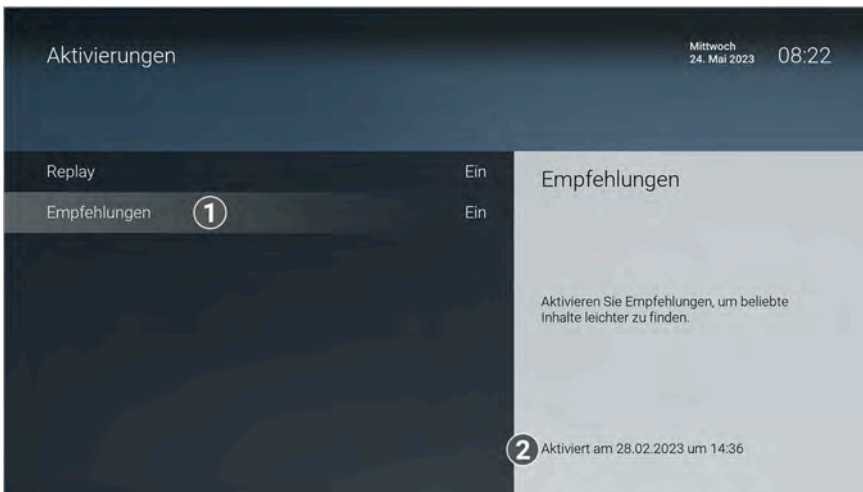 Aktivierungen
Mittwoch
24. Mai 2023
08:22
Replay Ein
Empfehlungen 1 Ein
Empfehlungen
Aktivieren Sie Empfehlungen, um beliebte
Inhalte leichter zu finden.
2 Aktiviert am 28.02.2023 um 14:36